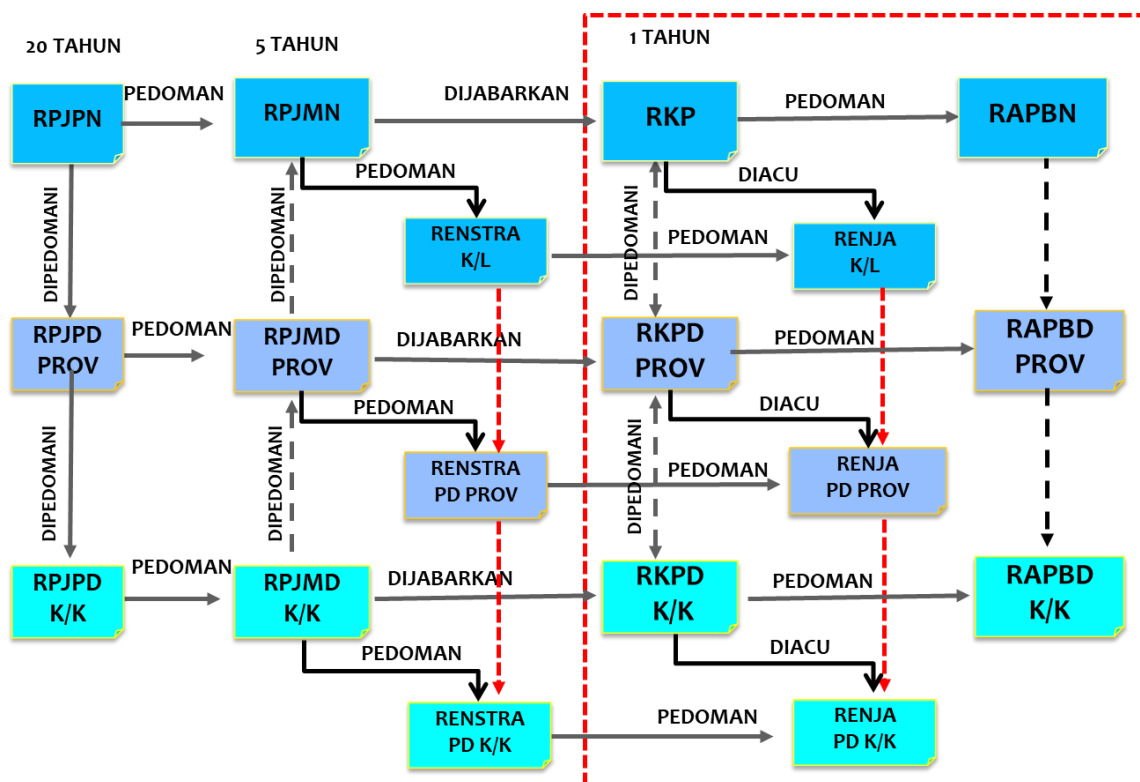 20 TAHUN
5 TAHUN
1 TAHUN
RPJPN
PEDOMAN
RPJMN
DIJABARKAN
RKP
PEDOMAN
RAPBN
DIPEDOMANI
DIPEDOMANI
PEDOMAN
RENSTRA
K/L
PEDOMAN
DIPEDOMANI
DIACU
RENJA
K/L
RPJPD
PROV
PEDOMAN
RPJMD
PROV
DIJABARKAN
RKPD
PROV
PEDOMAN
RAPBD
PROV
DIPEDOMANI
DIPEDOMANI
PEDOMAN
RENSTRA
PD PROV
PEDOMAN
DIPEDOMANI
DIACU
RENJA
PD PROV
RPJPD
K/K
PEDOMAN
RPJMD
K/K
DIJABARKAN
RKPD
K/K
PEDOMAN
RAPBD
K/K
PEDOMAN
RENSTRA
PD K/K
PEDOMAN
DIACU
RENJA
PD K/K